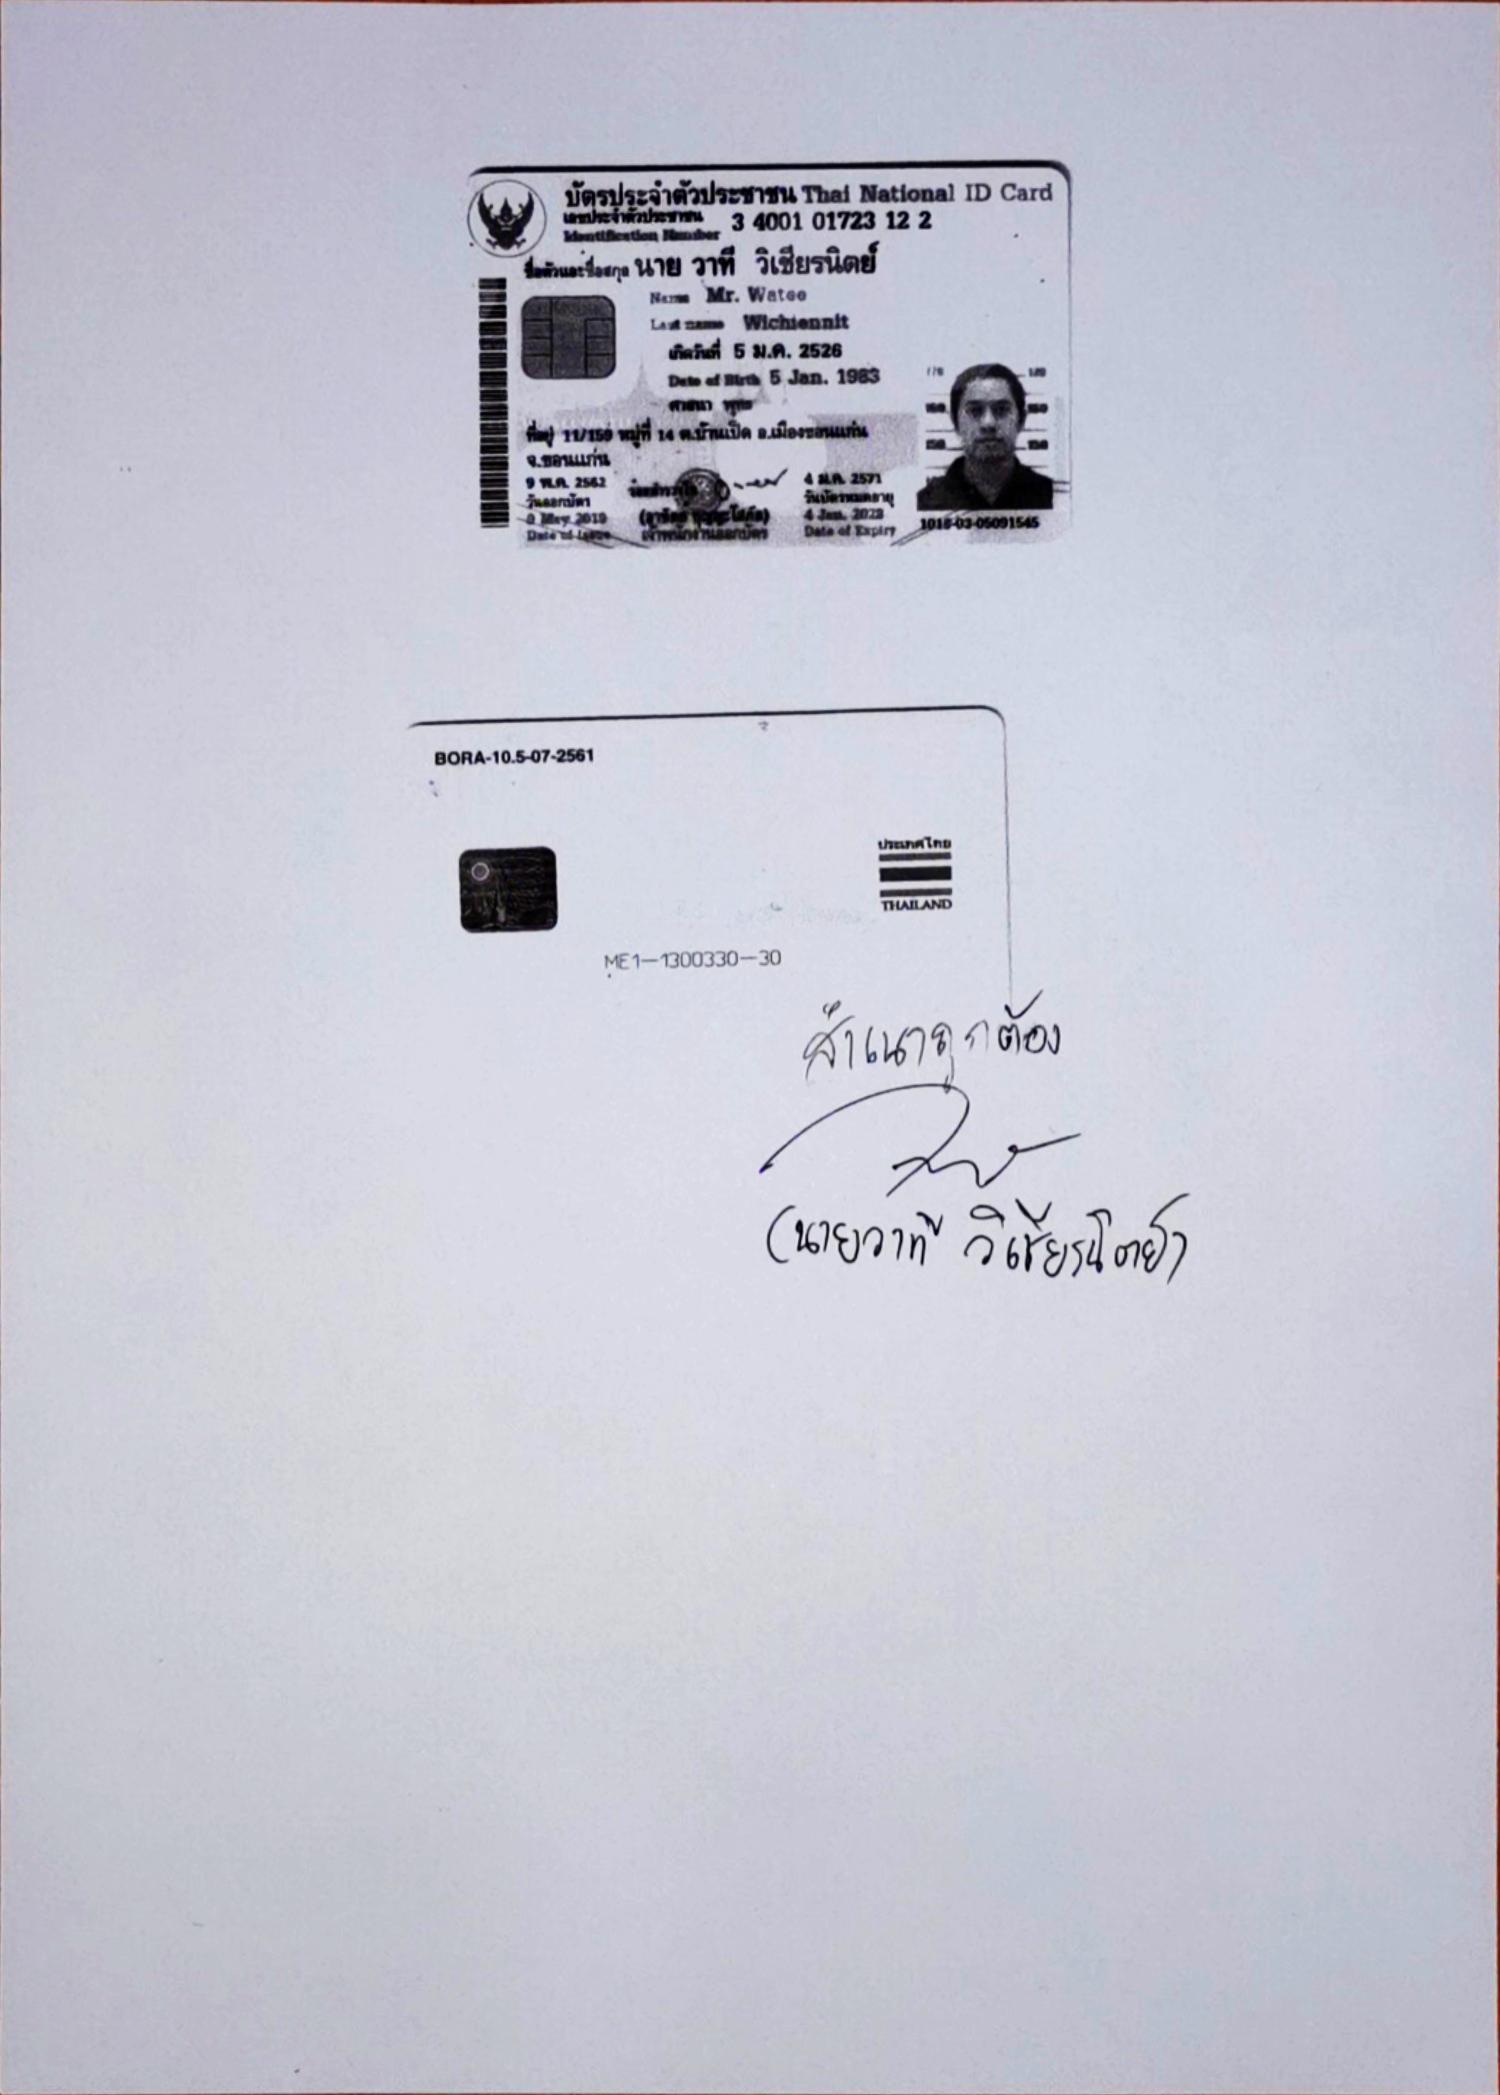 บัตรประจำตัวประชาชน Thai National ID Card
เลขประจำตัวประชาชน 3 4001 01723 12 2
Identification Number
ชื่อตัวและชื่อสกุล นาย วาที วิเชียรนิตย์
Name Mr. Watee
Last name Wichiennit
เกิดวันที่ 5 ม.ค. 2526
Date of Birth 5 Jan. 1983
ศาสนา พุทธ
ที่อยู่ 11/159 หมู่ที่ 14 ต.บ้านเป็ด อ.เมืองขอนแก่น
จ.ขอนแก่น
9 พ.ค. 2562
วันออกบัตร
9 May 2019
Date of Issue
เจ้าพนักงานออกบัตร
4 ม.ค. 2571
วันบัตรหมดอายุ
4 Jan. 2028
Date of Expiry
1018-03-05091545
BORA-10.5-07-2561
ประเทศไทย
THAILAND
ME1-1300330-30
สำเนาถูกต้อง
(นายวาที วิเชียรนิตย์)